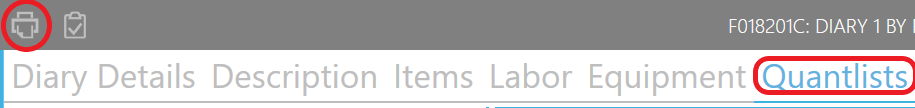 F018201C: DIARY 1 BY
Diary Details Description Items Labor Equipment Quantlists